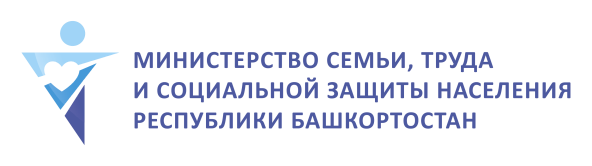 МИНИСТЕРСТВО СЕМЬИ, ТРУДА
И СОЦИАЛЬНОЙ ЗАЩИТЫ НАСЕЛЕНИЯ
РЕСПУБЛИКИ БАШКОРТОСТАН